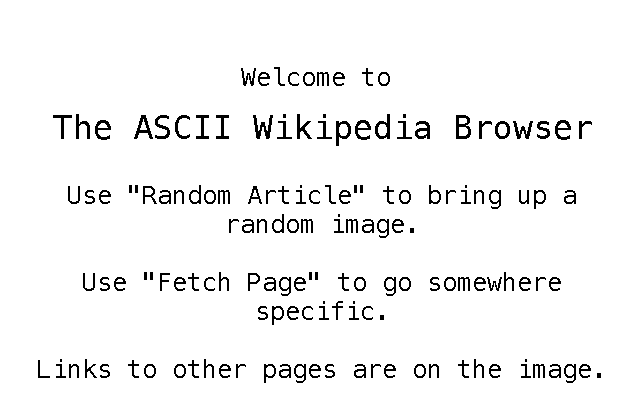 Welcome to
The ASCII Wikipedia Browser
Use "Random Article" to bring up a
random image.
Use "Fetch Page" to go somewhere
specific.
Links to other pages are on the image.